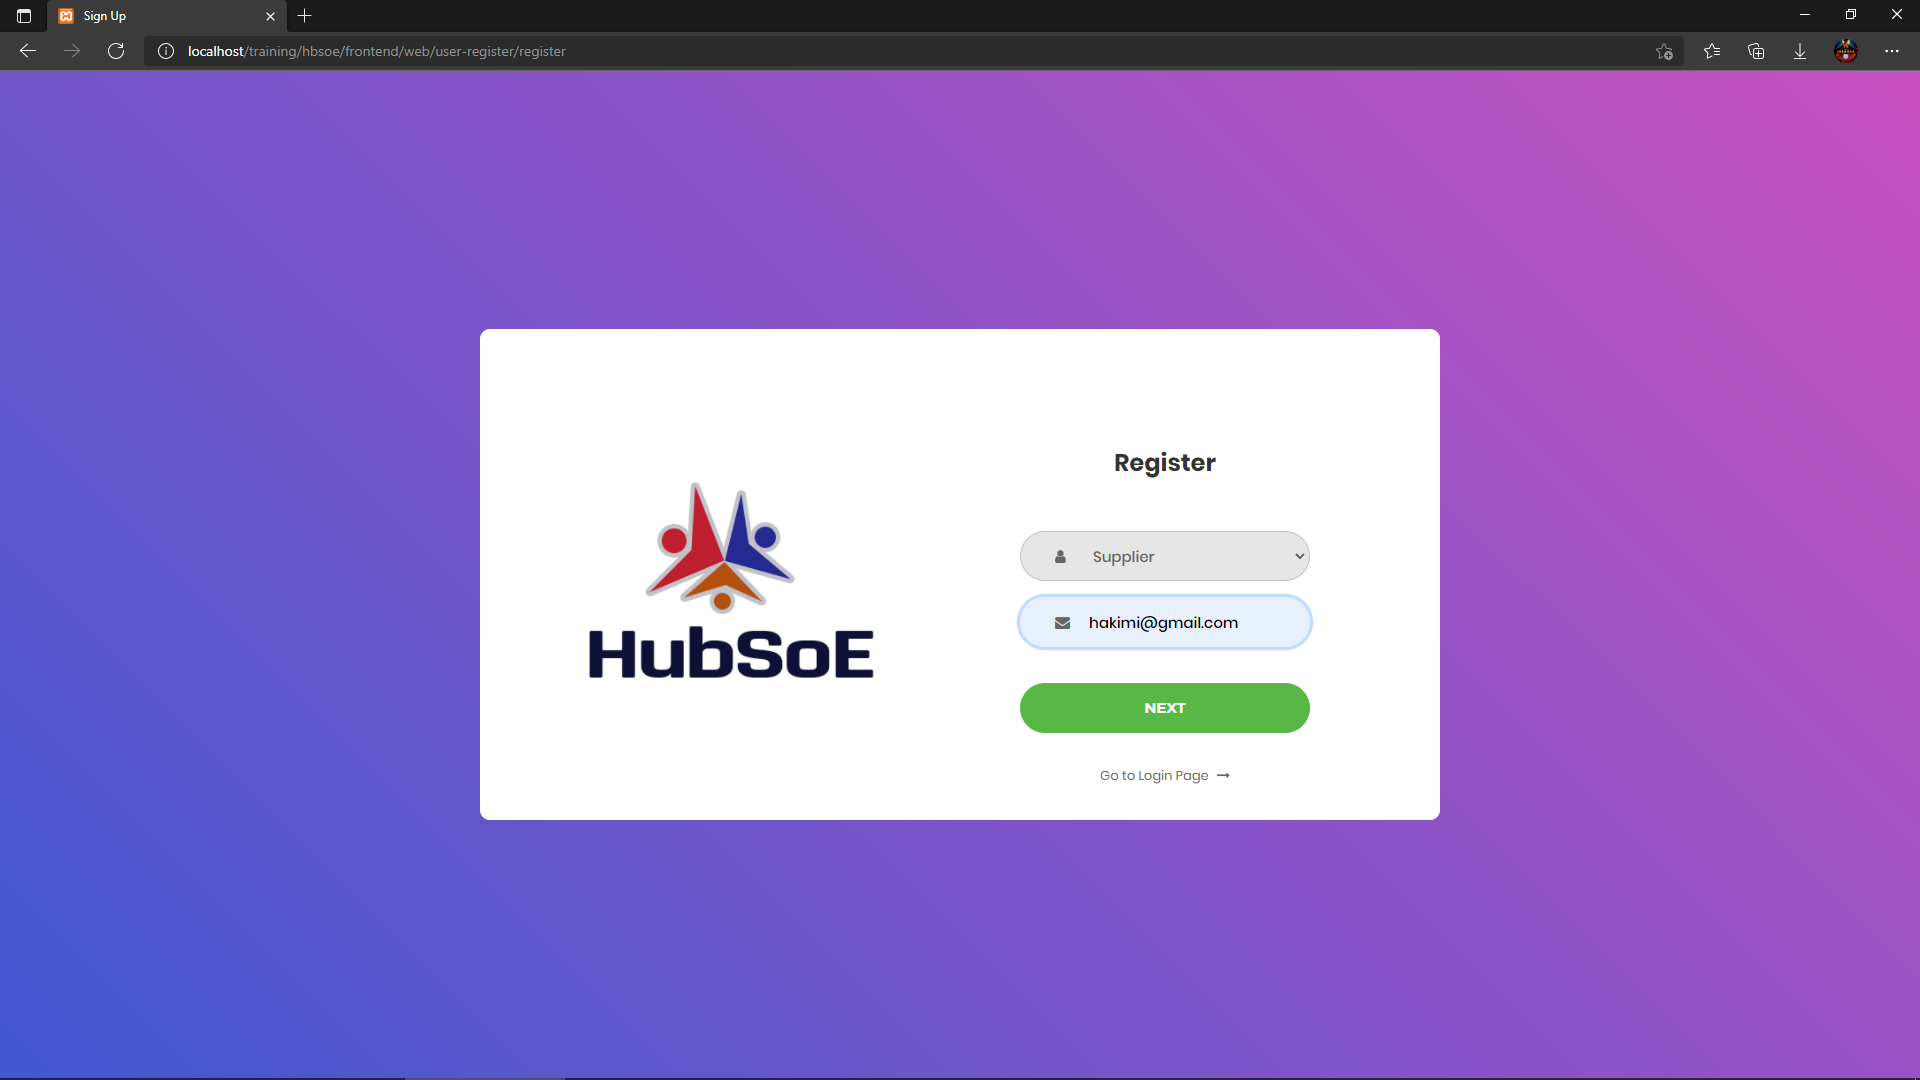 Sign Up
localhost/training/hbsoe/frontend/web/user-register/register
Register
Supplier
hakimi@gmail.com
HubSoE
NEXT
Go to Login Page